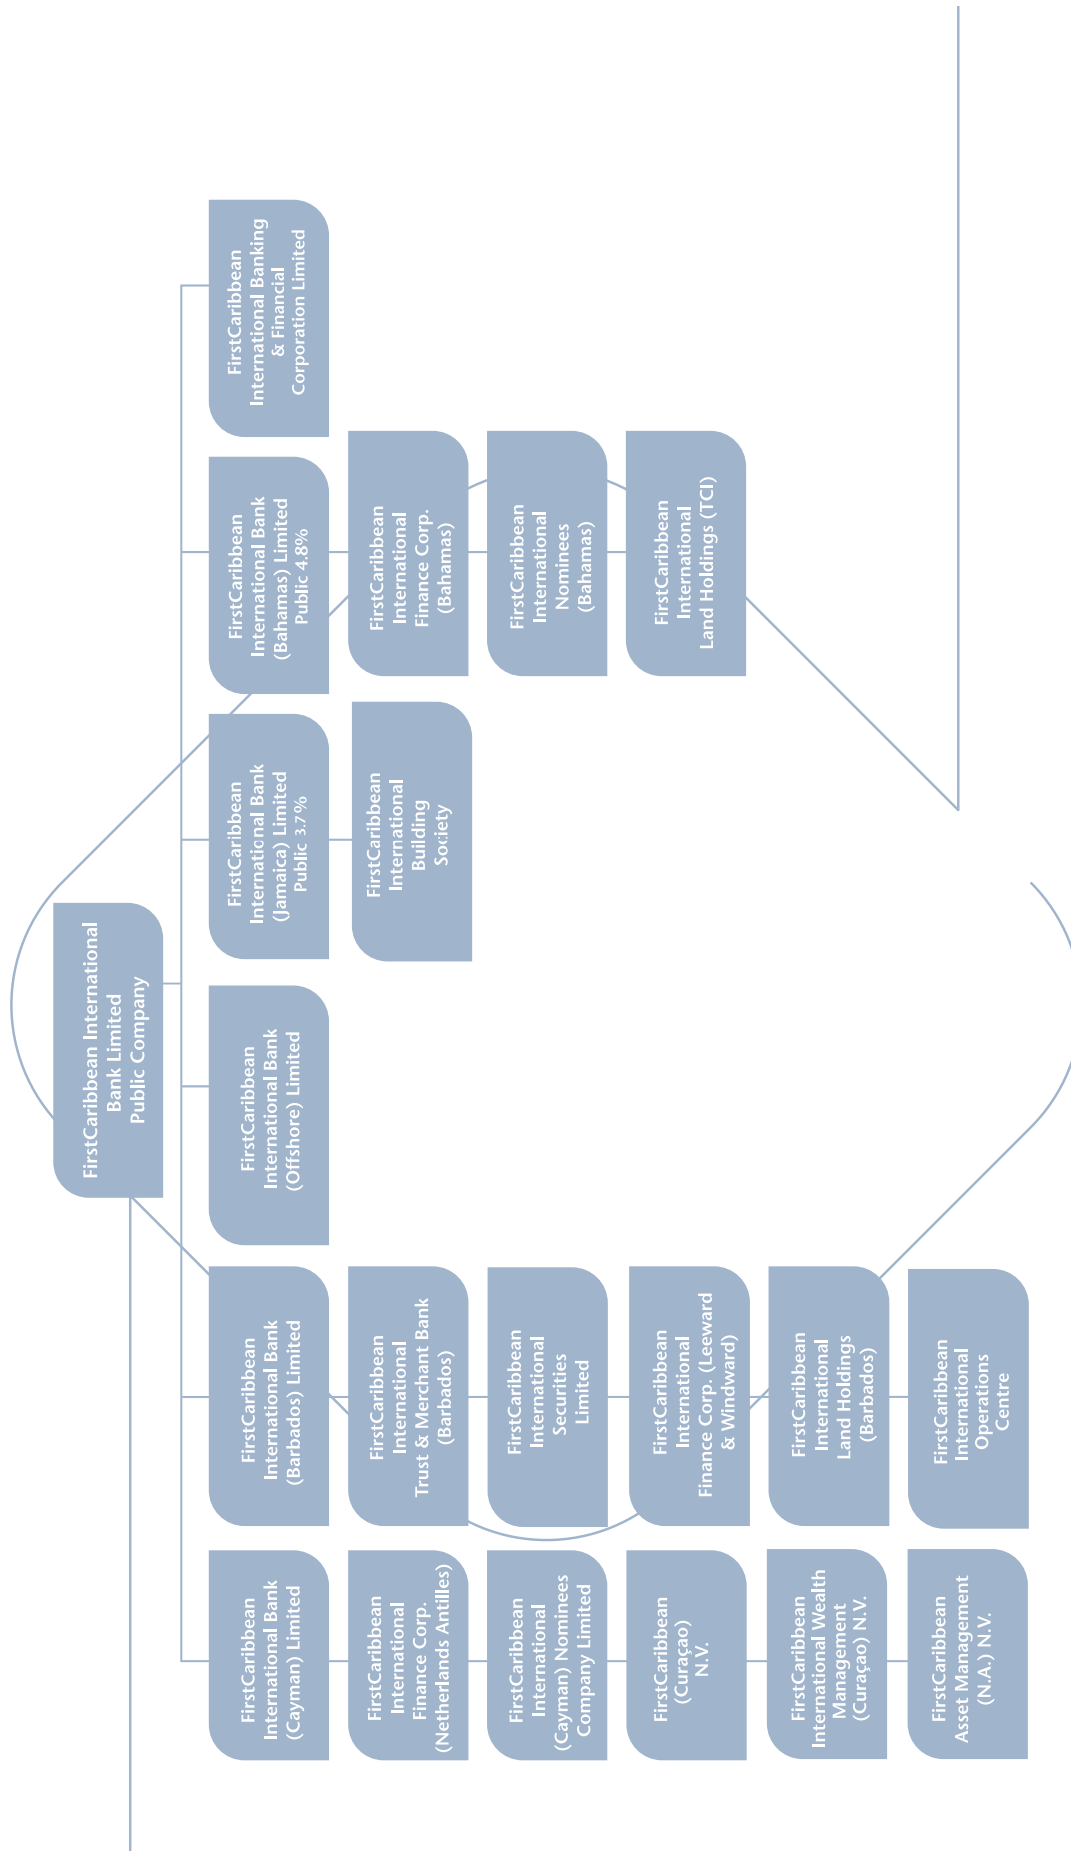 FirstCaribbean International
Bank Limited
Public Company
FirstCaribbean
International Bank
(Cayman) Limited
FirstCaribbean
International
Finance Corp.
(Netherlands Antilles)
FirstCaribbean
International
(Cayman) Nominees
Company Limited
FirstCaribbean
(Curaçao)
N.V.
FirstCaribbean
International Wealth
Management
(Curaçao) N.V.
FirstCaribbean
Asset Management
(N.A.) N.V.
FirstCaribbean
International Bank
(Barbados) Limited
FirstCaribbean
International
Trust & Merchant Bank
(Barbados)
FirstCaribbean
International
Securities
Limited
FirstCaribbean
International
Finance Corp. (Leeward
& Windward)
FirstCaribbean
International
Land Holdings
(Barbados)
FirstCaribbean
International
Operations
Centre
FirstCaribbean
International Bank
(Offshore) Limited
FirstCaribbean
International Bank
(Jamaica) Limited
Public 3.7%
FirstCaribbean
International
Building
Society
FirstCaribbean
International Bank
(Bahamas) Limited
Public 4.8%
FirstCaribbean
International
Finance Corp.
(Bahamas)
FirstCaribbean
International
Nominees
(Bahamas)
FirstCaribbean
International
Land Holdings (TCI)
FirstCaribbean
International Banking
& Financial
Corporation Limited